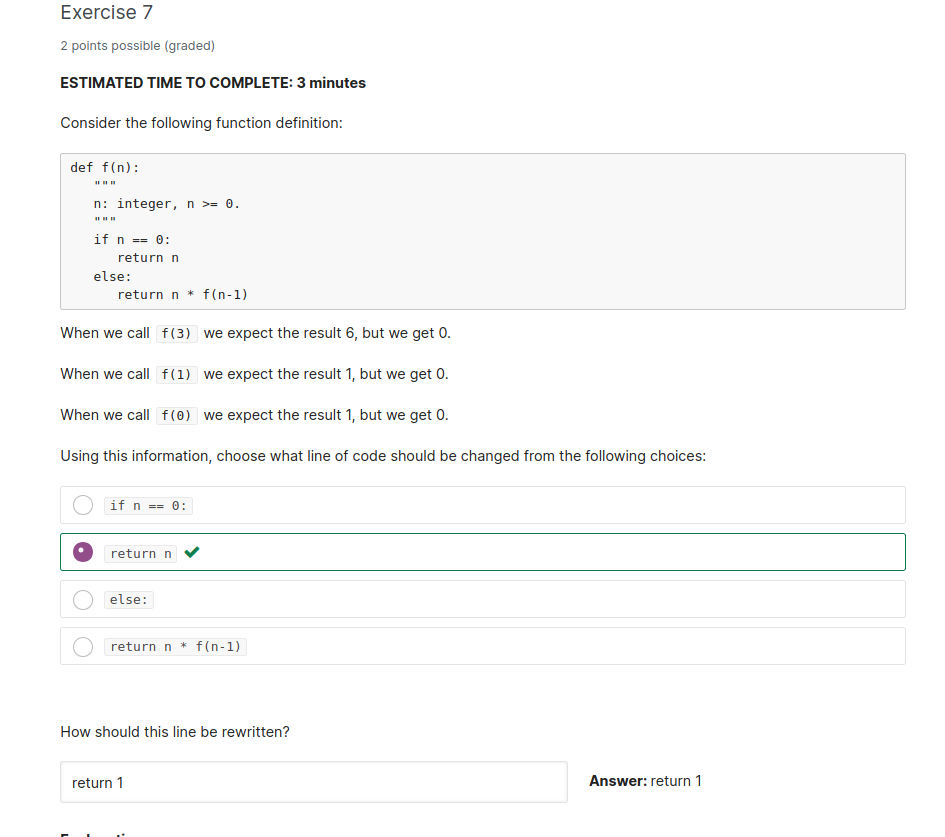 Exercise 7
2 points possible (graded)
ESTIMATED TIME TO COMPLETE: 3 minutes
Consider the following function definition:
def f(n):
   """
   n: integer, n >= 0.
   """
   if n == 0:
      return n
   else:
      return n * f(n-1)
When we call f(3) we expect the result 6, but we get 0.
When we call f(1) we expect the result 1, but we get 0.
When we call f(0) we expect the result 1, but we get 0.
Using this information, choose what line of code should be changed from the following choices:
if n == 0:
return n
else:
return n * f(n-1)
How should this line be rewritten?
return 1
Answer: return 1